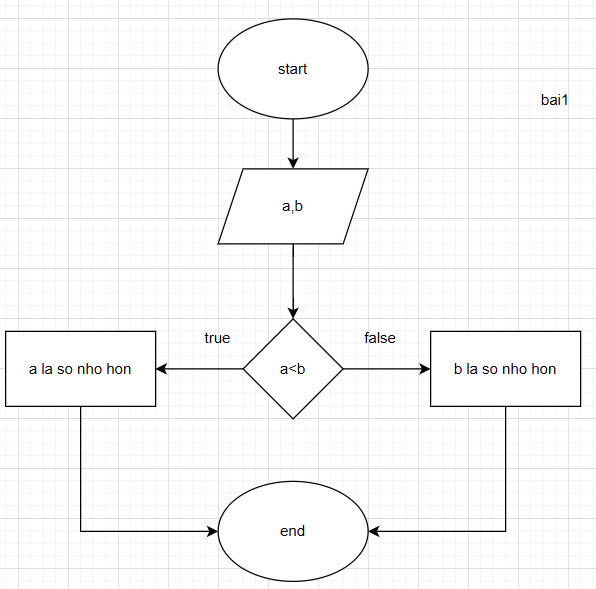 start
bai1
a,b
true
false
a la so nho hon
a<b
b la so nho hon
end